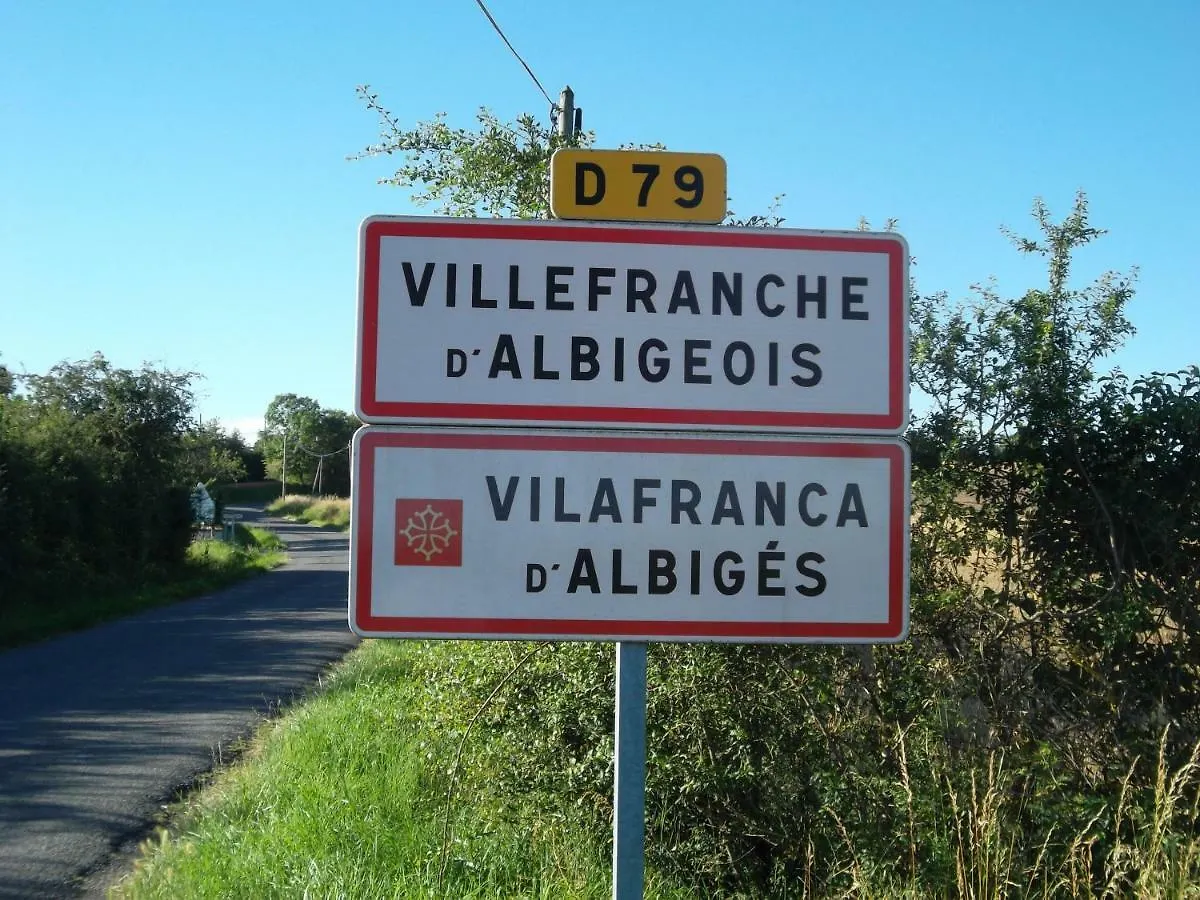 D 79
VILLEFRANCHE
D'ALBIGEOIS
VILAFRANCA
D'ALBIGÉS